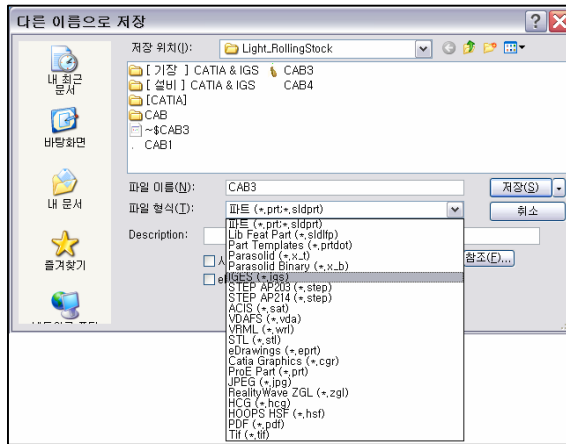 다른 이름으로 저장
저장 위치(I):
Light_RollingStock
내 최근
문서
바탕화면
내 문서
즐겨찾기
[ 기장 ] CATIA & IGS
[ 설비 ] CATIA & IGS
[CATIA]
CAB
~$CAB3
CAB1
CAB3
CAB4
파일 이름(N):
CAB3
저장(S)
파일 형식(T):
파트 (*.prt;*.sldprt)
취소
Description:
참조(F)...
파트 (*.prt;*.sldprt)
Lib Feat Part (*.sldlfp)
Part Templates (*.prtdot)
Parasolid (*.x_t)
Parasolid Binary (*.x_b)
IGES (*.igs)
STEP AP203 (*.step)
STEP AP214 (*.step)
ACIS (*.sat)
VDAFS (*.vda)
VRML (*.wrl)
STL (*.stl)
eDrawings (*.eprt)
Catia Graphics (*.cgr)
ProE Part (*.prt)
JPEG (*.jpg)
RealityWave ZGL (*.zgl)
HCG (*.hcg)
HOOPS HSF (*.hsf)
PDF (*.pdf)
Tif (*.tif)